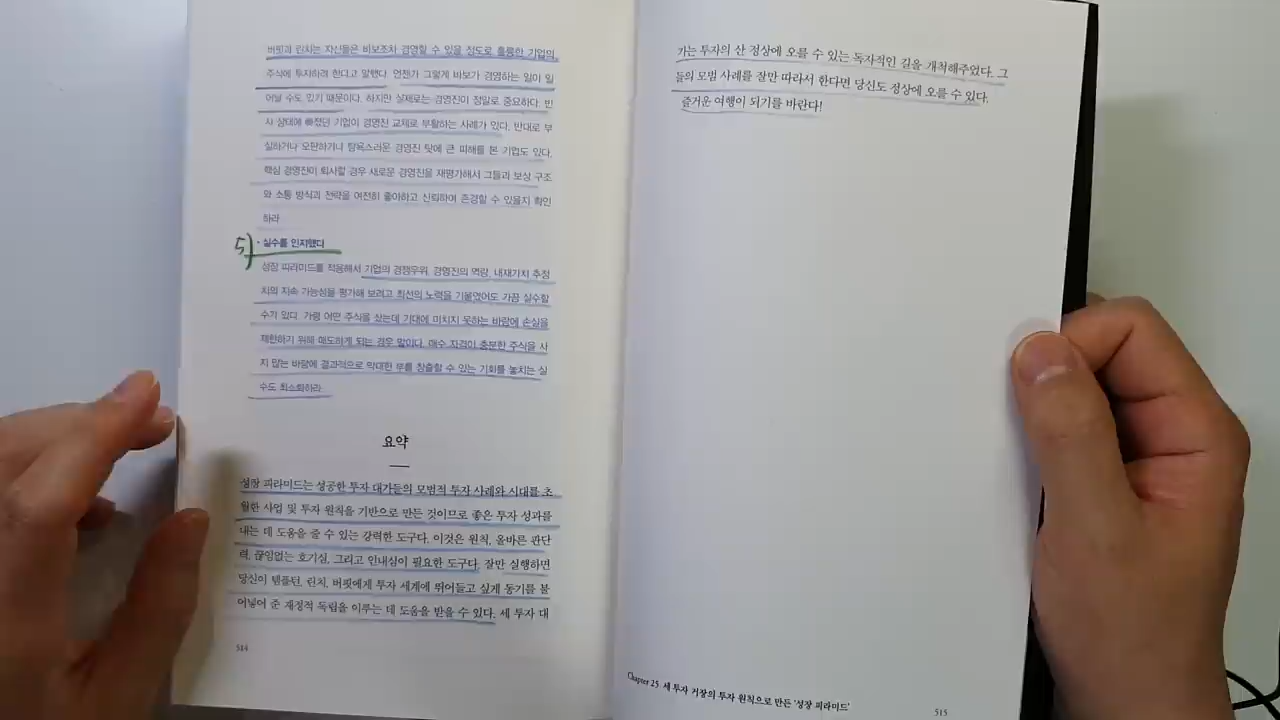 버핏과 린치는 자신들은 바보조차 경영할 수 있을 정도로 훌륭한 기업의
주식에 투자하려 한다고 말했다. 언젠가 그렇게 바보가 경영하는 일이 일
어날 수도 있기 때문이다. 하지만 실제로는 경영진이 정말로 중요하다. 빈
사 상태에 빠졌던 기업이 경영진 교체로 부활하는 사례가 있다. 반대로 부
실하거나 오판하거나 탐욕스러운 경영진 탓에 큰 피해를 본 기업도 있다.
핵심 경영진이 퇴사할 경우 새로운 경영진을 재평가해서 그들과 보상 구조
와 소통 방식과 전략을 여전히 좋아하고 신뢰하며 존경할 수 있을지 확인
하라.
5) · 실수를 인지했다
성장 피라미드를 적용해서 기업의 경쟁우위, 경영진의 역량, 내재가치 추정
치의 지속 가능성을 평가해 보려고 최선의 노력을 기울였어도 가끔 실수할
수가 있다. 가령 어떤 주식을 샀는데 기대에 미치지 못하는 바람에 손실을
제한하기 위해 매도하게 되는 경우 말이다. 매수 자격이 충분한 주식을 사
지 않는 바람에 결과적으로 막대한 부를 창출할 수 있는 기회를 놓치는 실
수도 최소화하라.
요약
성장 피라미드는 성공한 투자 대가들의 모범적 투자 사례와 시대를 초
월한 사업 및 투자 원칙을 기반으로 만든 것이므로 좋은 투자 성과를
내는 데 도움을 줄 수 있는 강력한 도구다. 이것은 원칙, 올바른 판단
력, 끊임없는 호기심, 그리고 인내심이 필요한 도구다. 잘만 실행하면
당신이 템플턴, 린치, 버핏에게 투자 세계에 뛰어들고 싶게 동기를 불
어넣어 준 재정적 독립을 이루는 데 도움을 받을 수 있다. 세 투자 대
514
가는 투자의 산 정상에 오를 수 있는 독자적인 길을 개척해주었다. 그
들의 모범 사례를 잘만 따라서 한다면 당신도 정상에 오를 수 있다.
즐거운 여행이 되기를 바란다!
Chapter 25 세 투자 거장의 투자 원칙으로 만든 '성장 피라미드'
515